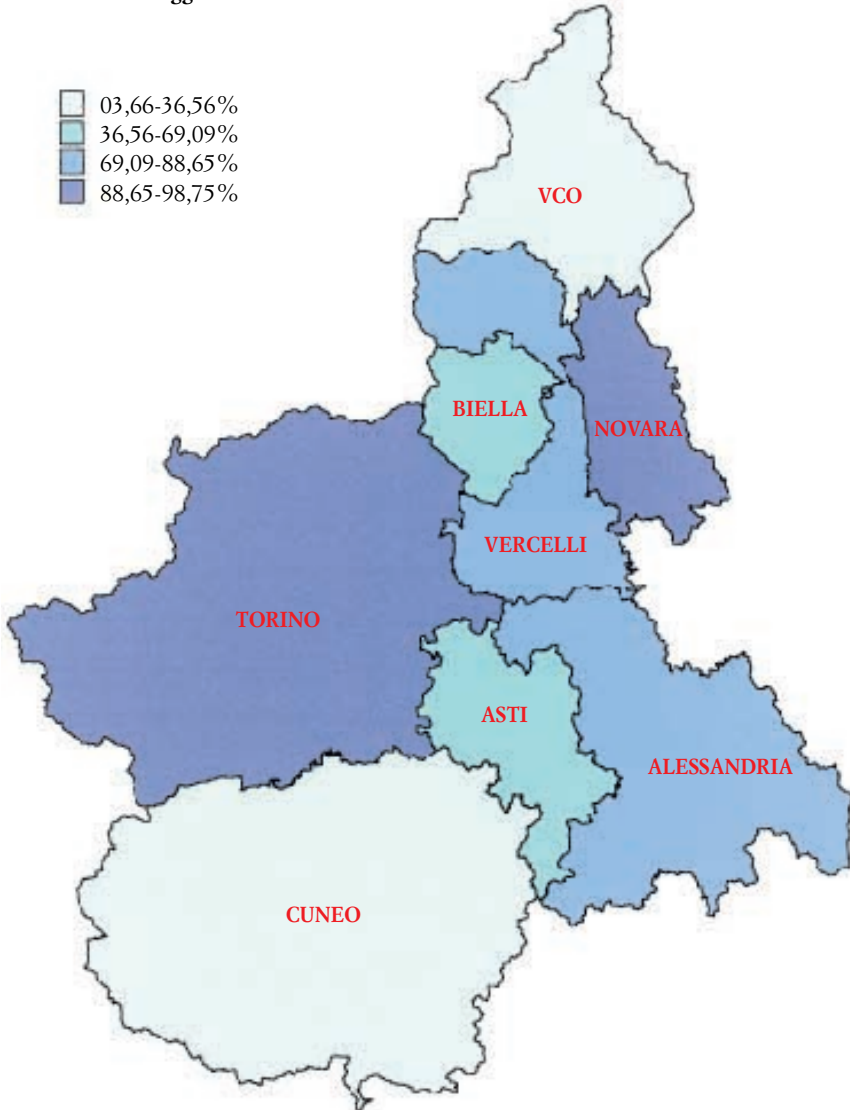 03,66-36,56%
36,56-69,09%
69,09-88,65%
88,65-98,75%
VCO
BIELLA
NOVARA
VERCELLI
TORINO
ASTI
ALESSANDRIA
CUNEO